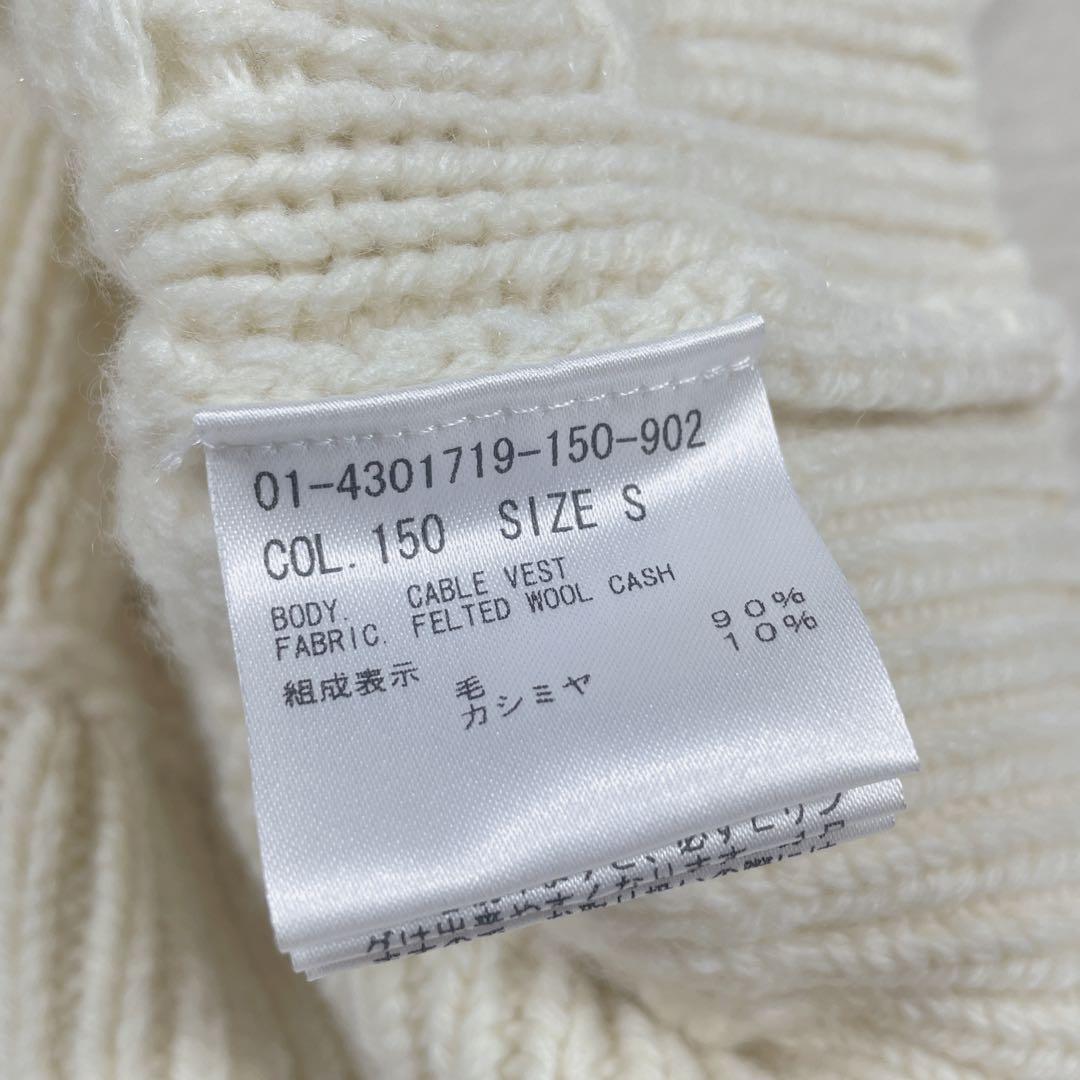 01-4301719-150-902
COL. 150 SIZE S
BODY. CABLE VEST
FABRIC. FELTED WOOL CASH
組成表示 毛 90%
カシミヤ 10%